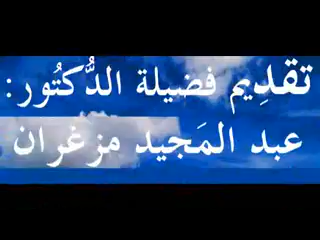 تقدِيم فضيلة الدُّكتُور:
عبد المَجيد مزغران